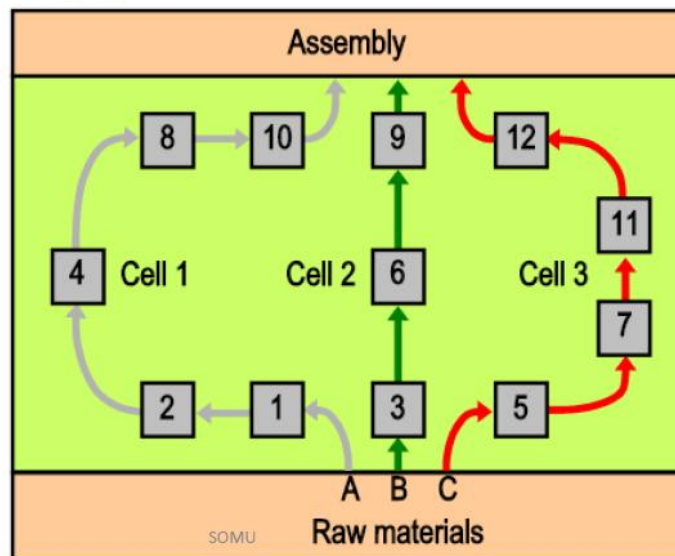 Assembly
8
10
9
12
11
4
Cell 1
Cell 2
6
Cell 3
7
2
1
3
5
A
B
C
SOMU
Raw materials